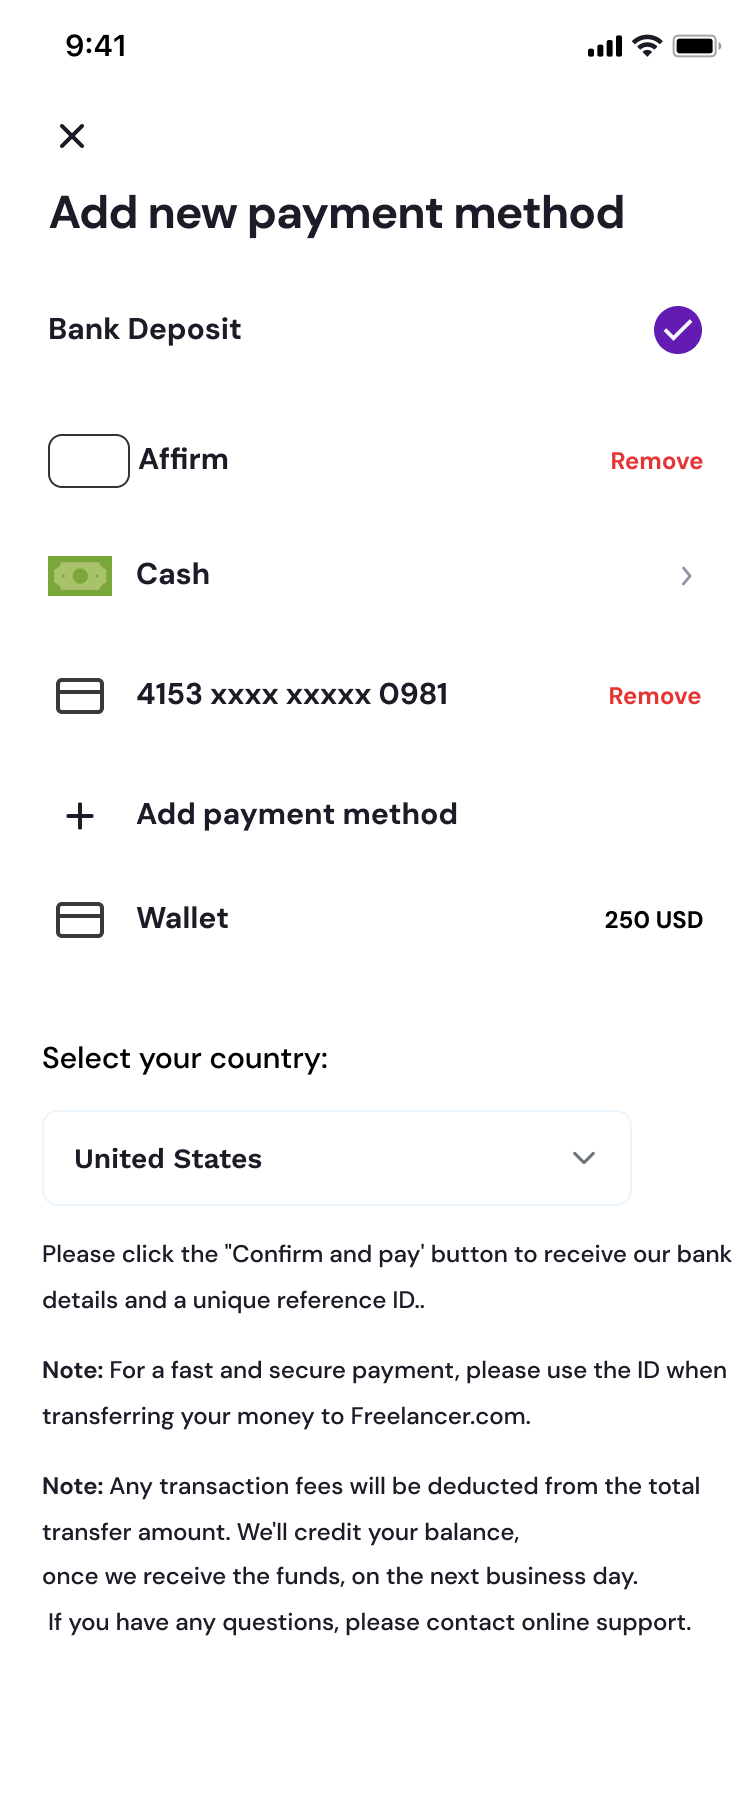 9:41
Add new payment method
Bank Deposit
Affirm
Remove
Cash
4153 xxxx xxxxx 0981
Remove
Add payment method
Wallet
250 USD
Select your country:
United States
Please click the "Confirm and pay' button to receive our bank
details and a unique reference ID..
Note: For a fast and secure payment, please use the ID when
transferring your money to Freelancer.com.
Note: Any transaction fees will be deducted from the total
transfer amount. We'll credit your balance,
once we receive the funds, on the next business day.
If you have any questions, please contact online support.